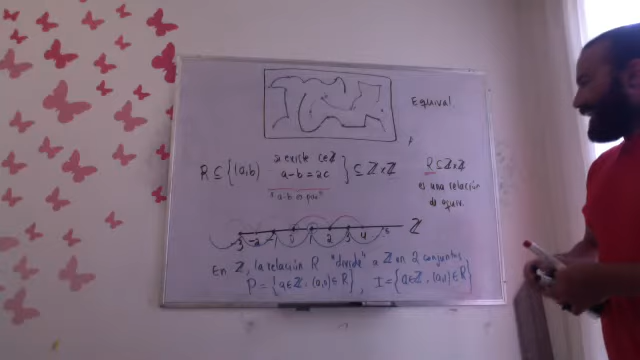 Equival.
R ⊆ {(a,b) existe c∈ℤ
a-b=2c } ⊆ ℤ×ℤ
"a-b es par"
R ⊆ ℤ×ℤ
es una relación
de equiv.
-3 -2 -1 0 1 2 3 4 5 ℤ
En ℤ, la relación R "divide" a ℤ en 2 conjuntos
P = {a∈ℤ : (a,0) ∈ R}, I = {a∈ℤ : (a,1) ∈ R}